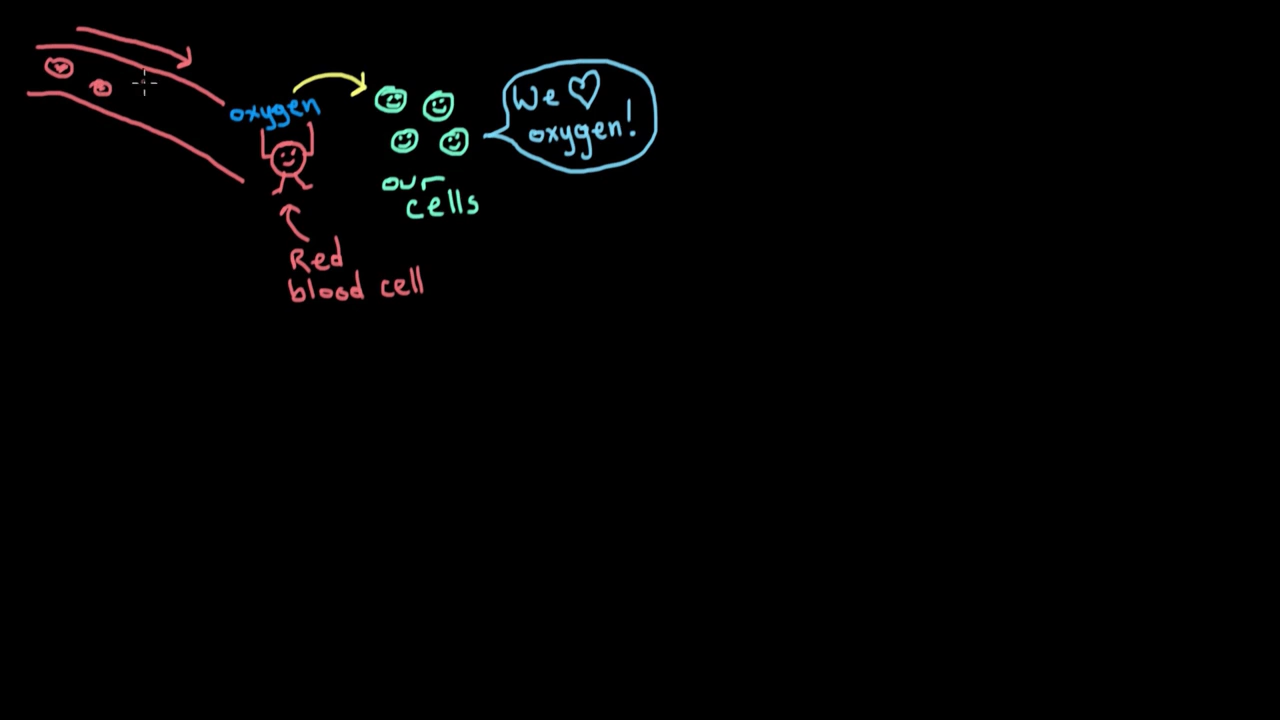 oxygen
We ♡
oxygen!
our
cells
Red
blood cell